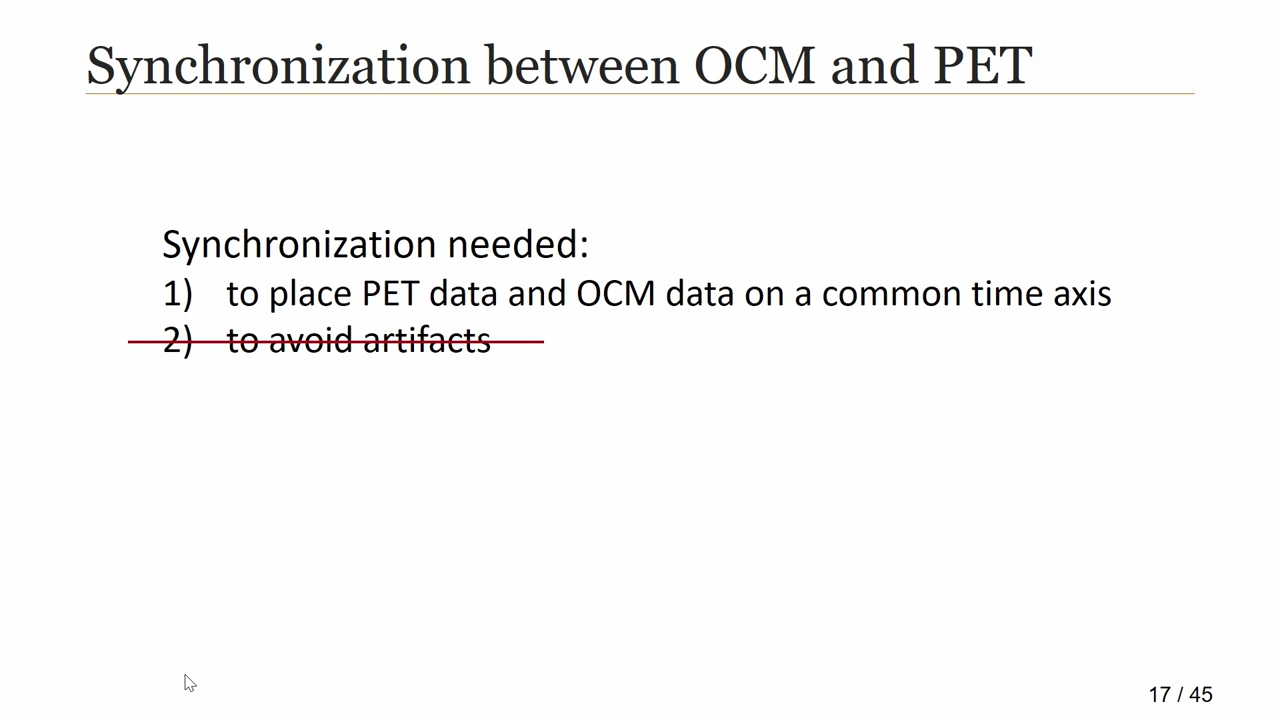 Synchronization between OCM and PET
Synchronization needed:
1) to place PET data and OCM data on a common time axis
2) to avoid artifacts
17 / 45